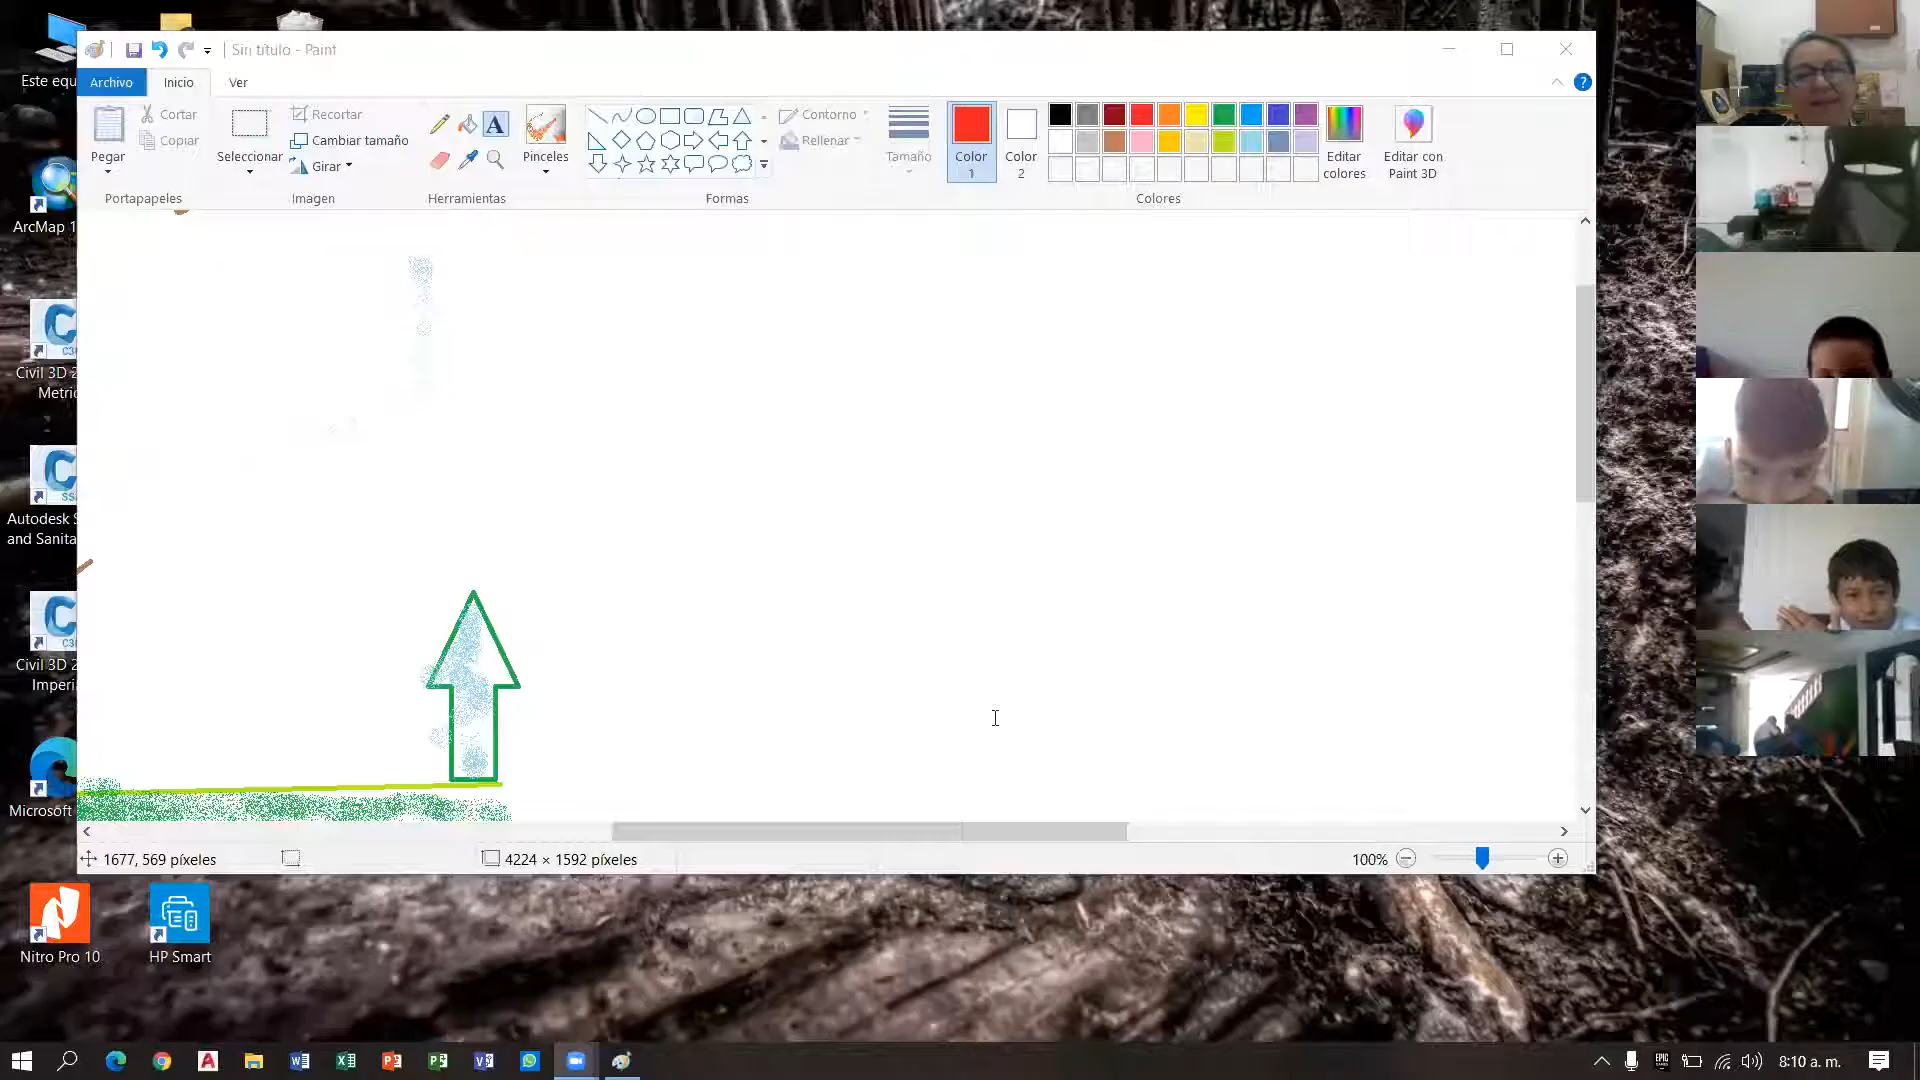 Sin título - Paint
Archivo
Inicio
Ver
Pegar
Cortar
Copiar
Portapapeles
Seleccionar
Recortar
Cambiar tamaño
Girar
Imagen
A
Herramientas
Pinceles
Contorno
Rellenar
Formas
Tamaño
Color
1
Color
2
Colores
Editar
colores
Editar con
Paint 3D
1677, 569 píxeles
4224 × 1592 píxeles
100%
Este equ
ArcMap 1
Civil 3D 2
Metric
Autodesk S
and Sanita
Civil 3D 2
Imperi
Microsoft
Nitro Pro 10
HP Smart
8:10 a. m.